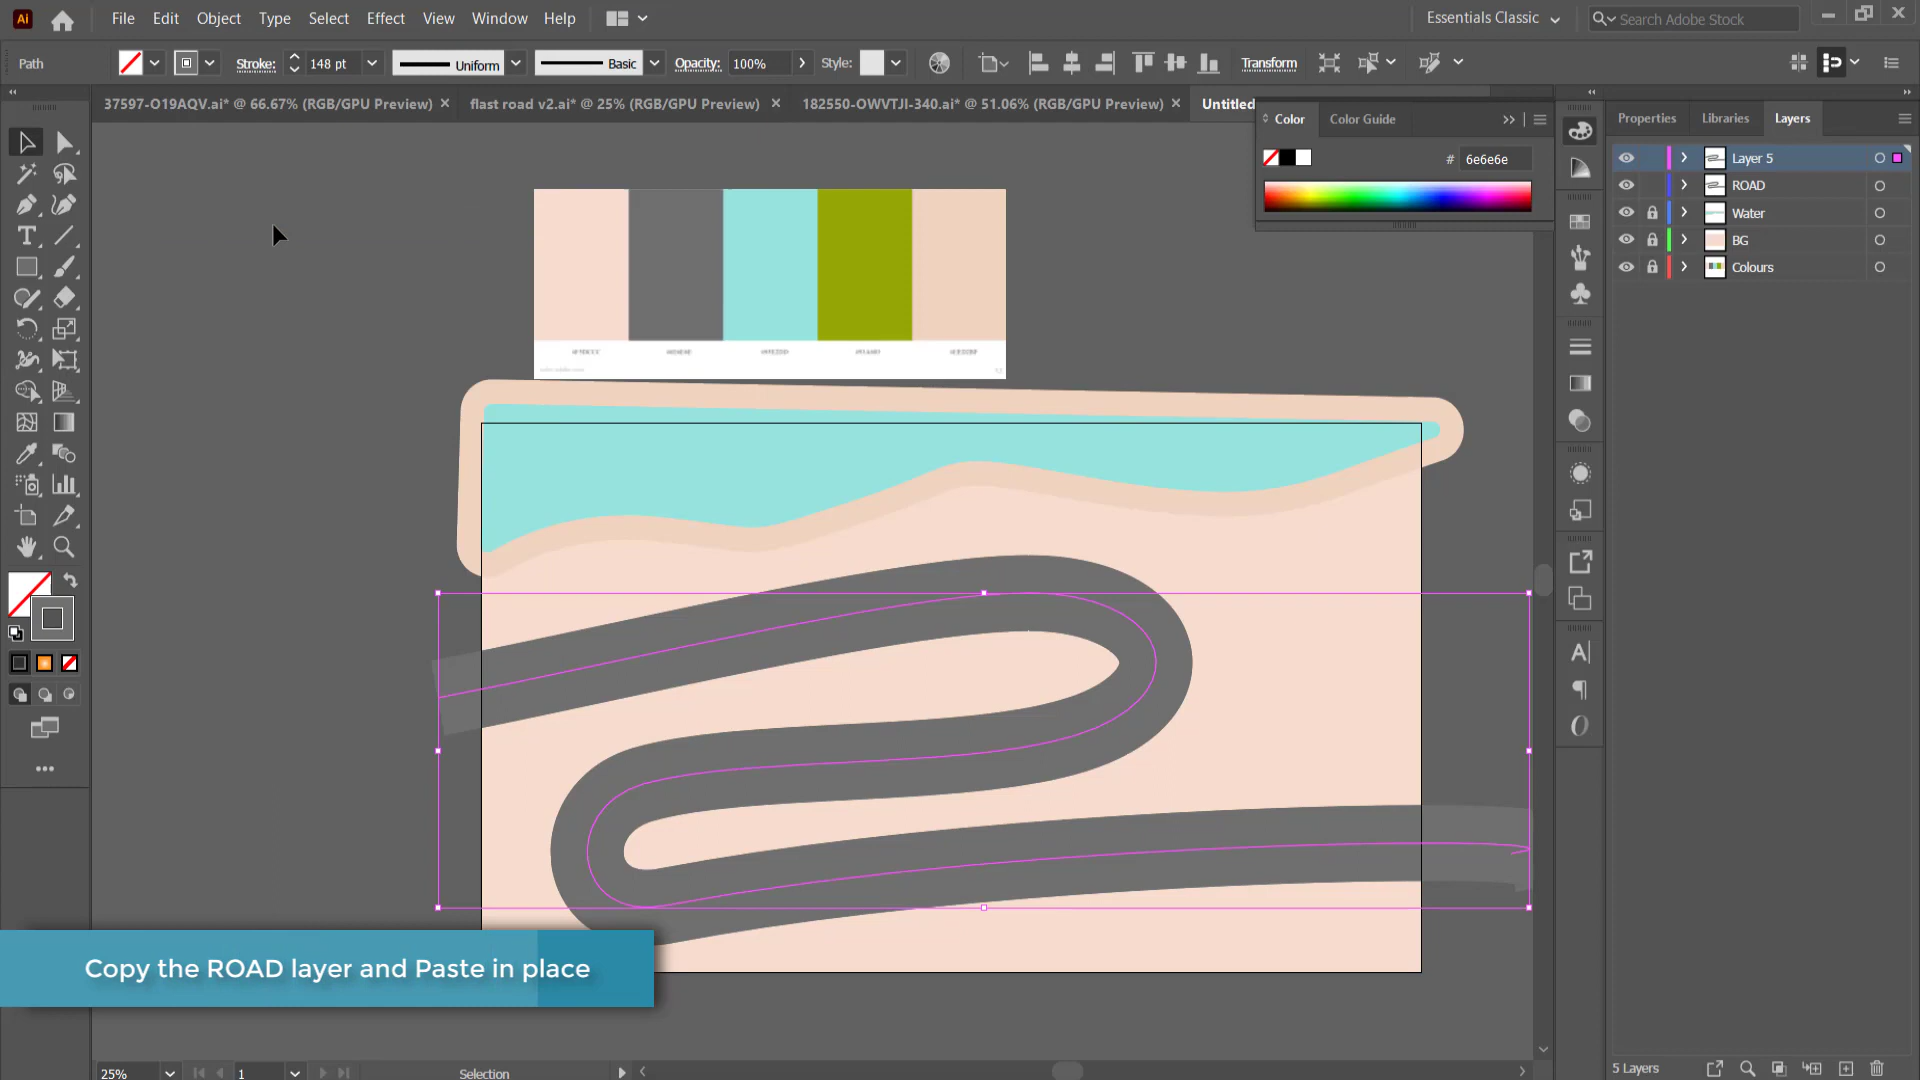 Ai
File
Edit
Object
Type
Select
Effect
View
Window
Help
Essentials Classic
Search Adobe Stock
Path
Stroke:
148 pt
Uniform
Basic
Opacity:
100%
Style:
Transform
37597-O19AQV.ai* @ 66.67% (RGB/GPU Preview)
flast road v2.ai* @ 25% (RGB/GPU Preview)
182550-OWVTJI-340.ai* @ 51.06% (RGB/GPU Preview)
Untitled
Color
Color Guide
# 6e6e6e
Properties
Libraries
Layers
Layer 5
ROAD
Water
BG
Colours
Copy the ROAD layer and Paste in place
25%
1
Selection
5 Layers